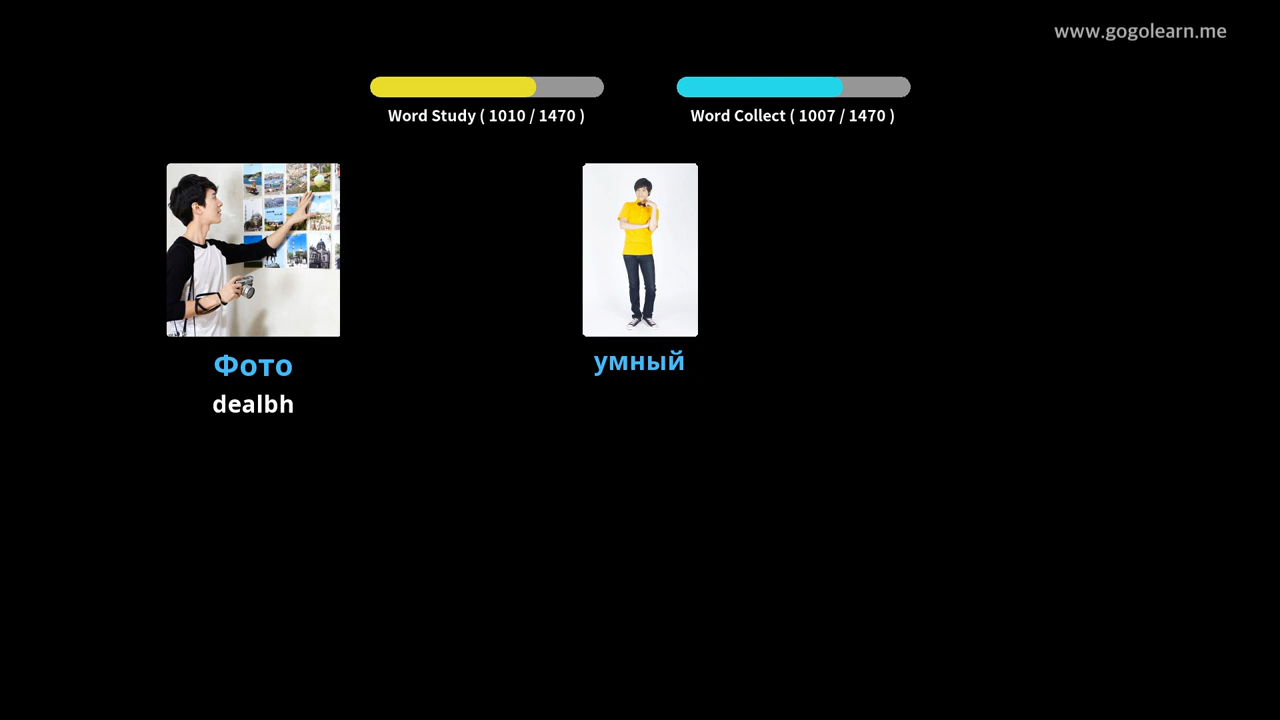 www.gogolearn.me
Word Study ( 1010 / 1470 )
Word Collect ( 1007 / 1470 )
Фото
dealbh
умный